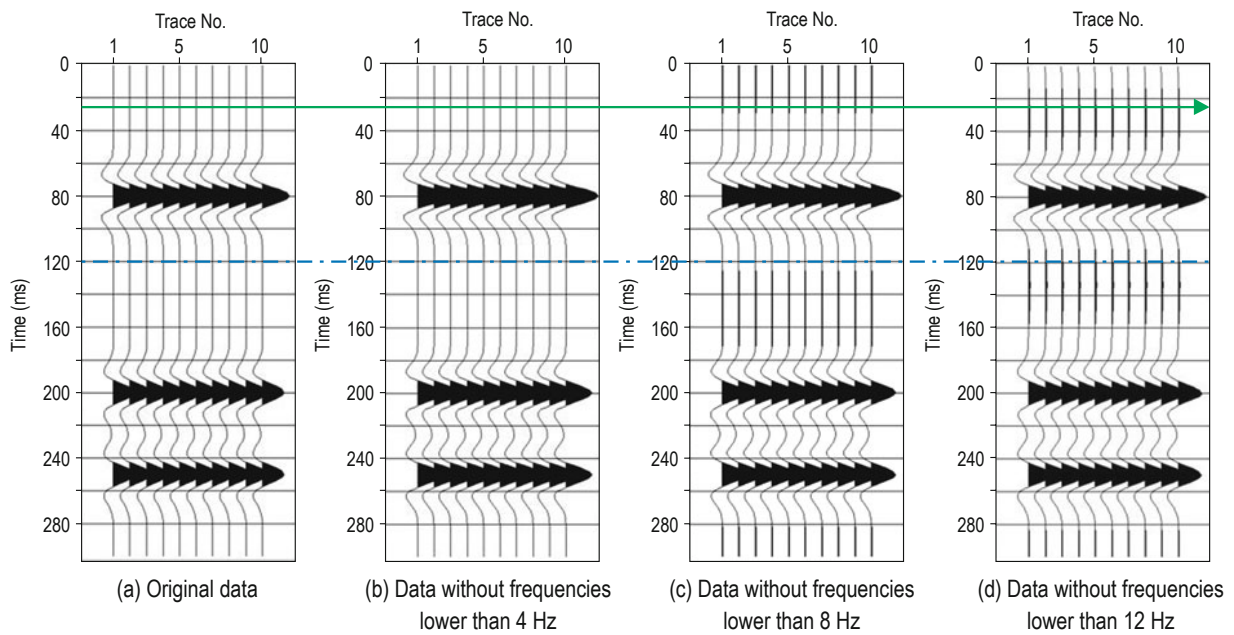 Trace No.
1 5 10
0
40
80
120
160
200
240
280
Time (ms)
(a) Original data
Trace No.
1 5 10
0
40
80
120
160
200
240
280
Time (ms)
(b) Data without frequencies
lower than 4 Hz
Trace No.
1 5 10
0
40
80
120
160
200
240
280
Time (ms)
(c) Data without frequencies
lower than 8 Hz
Trace No.
1 5 10
0
40
80
120
160
200
240
280
Time (ms)
(d) Data without frequencies
lower than 12 Hz